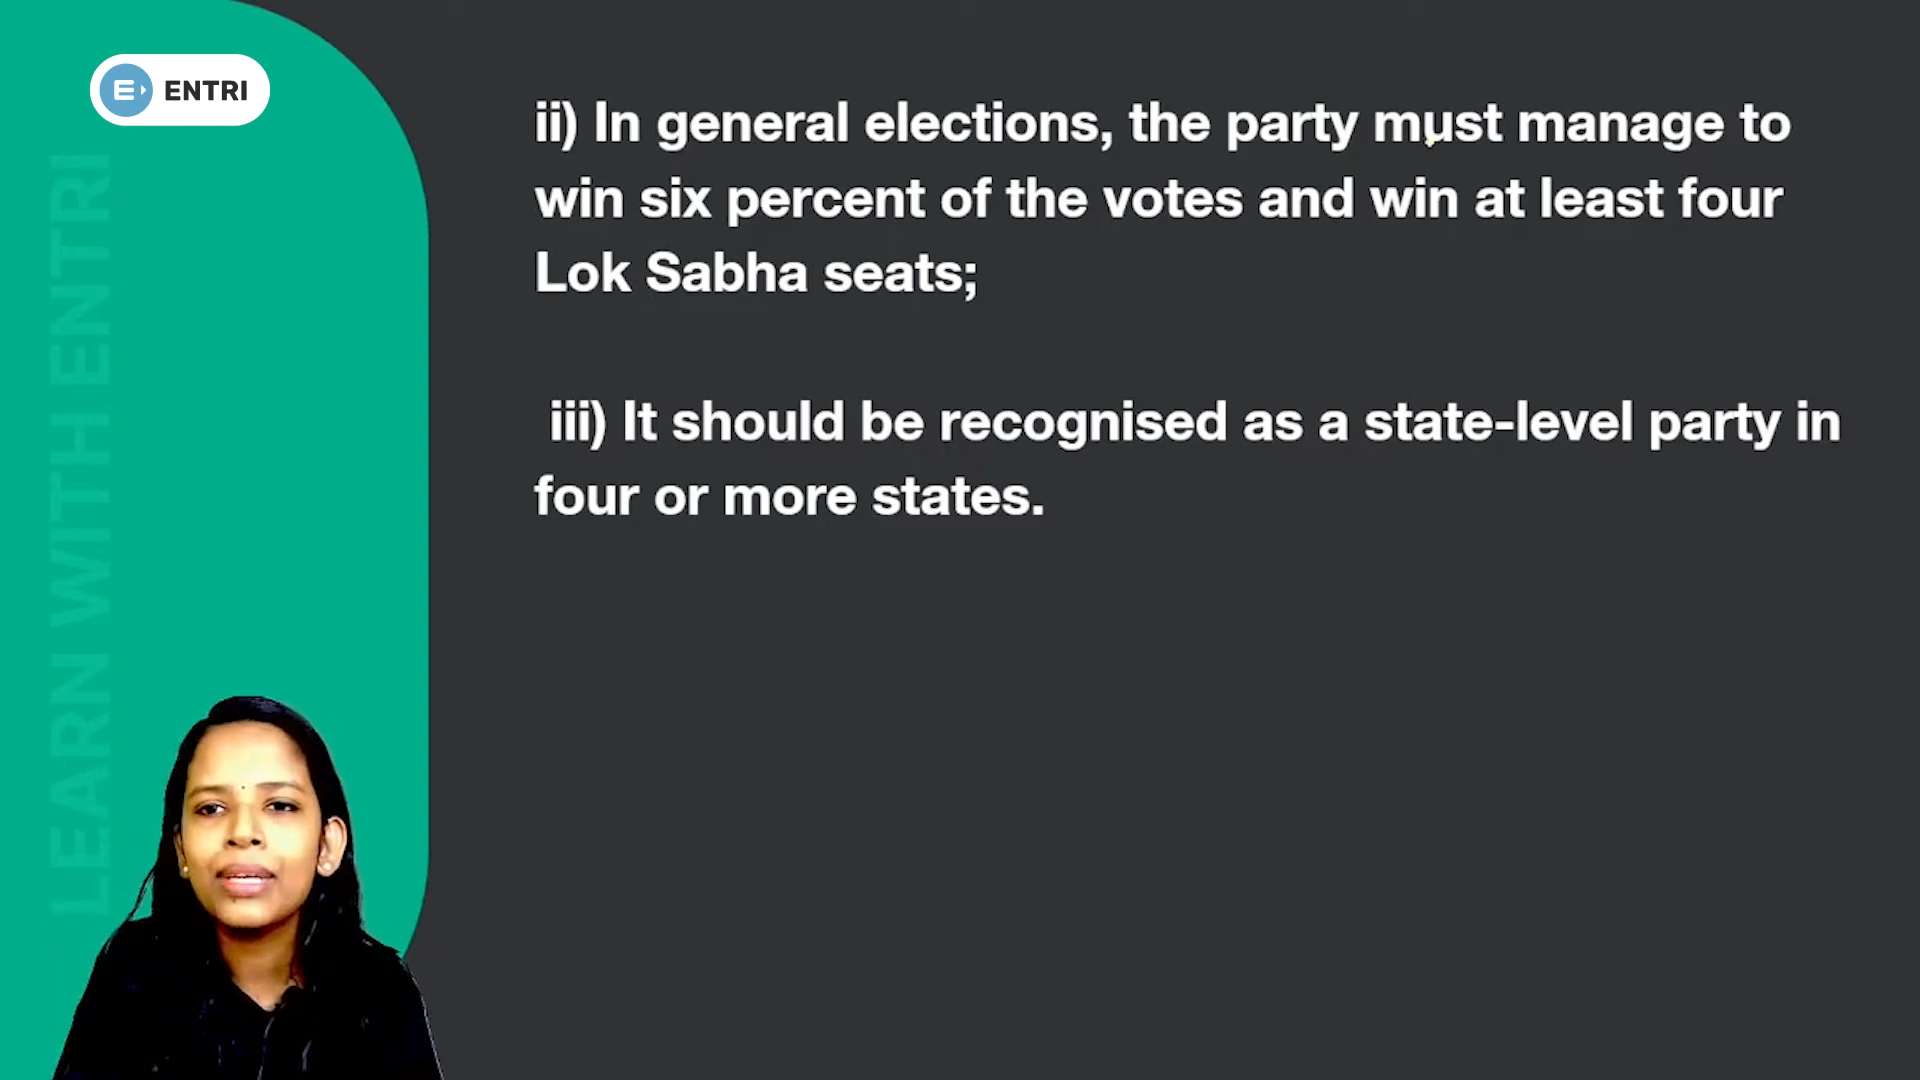 ENTRI
LEARN WITH ENTRI
ii) In general elections, the party must manage to
win six percent of the votes and win at least four
Lok Sabha seats;
iii) It should be recognised as a state-level party in
four or more states.